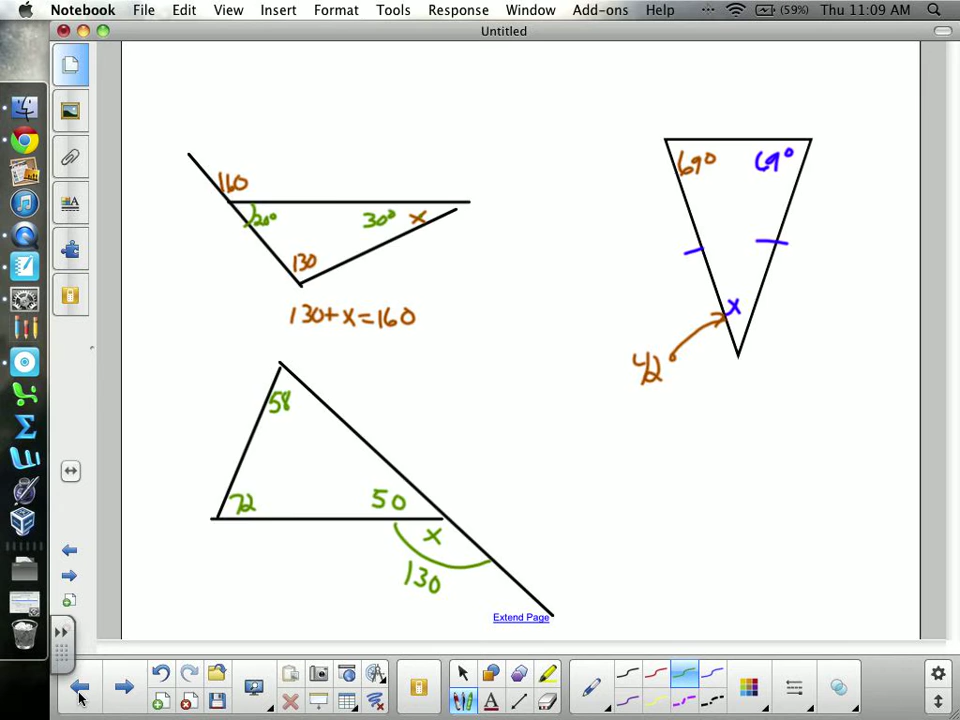 Notebook File Edit View Insert Format Tools Response Window Add-ons Help ... (59%) Thu 11:09 AM
Untitled
160
20° 30° x
130
130+x=160
69° 69°
x
42
58
72 50
x
130
Extend Page
A